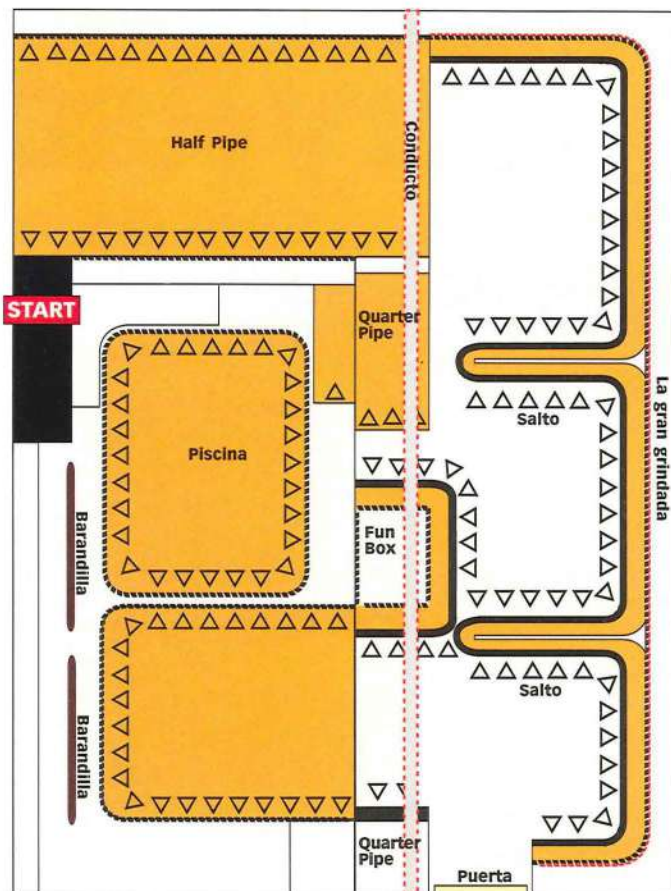 Half Pipe
Conducto
START
Quarter
Pipe
La gran grindada
Salto
Piscina
Barandilla
Fun
Box
Salto
Barandilla
Quarter
Pipe
Puerta